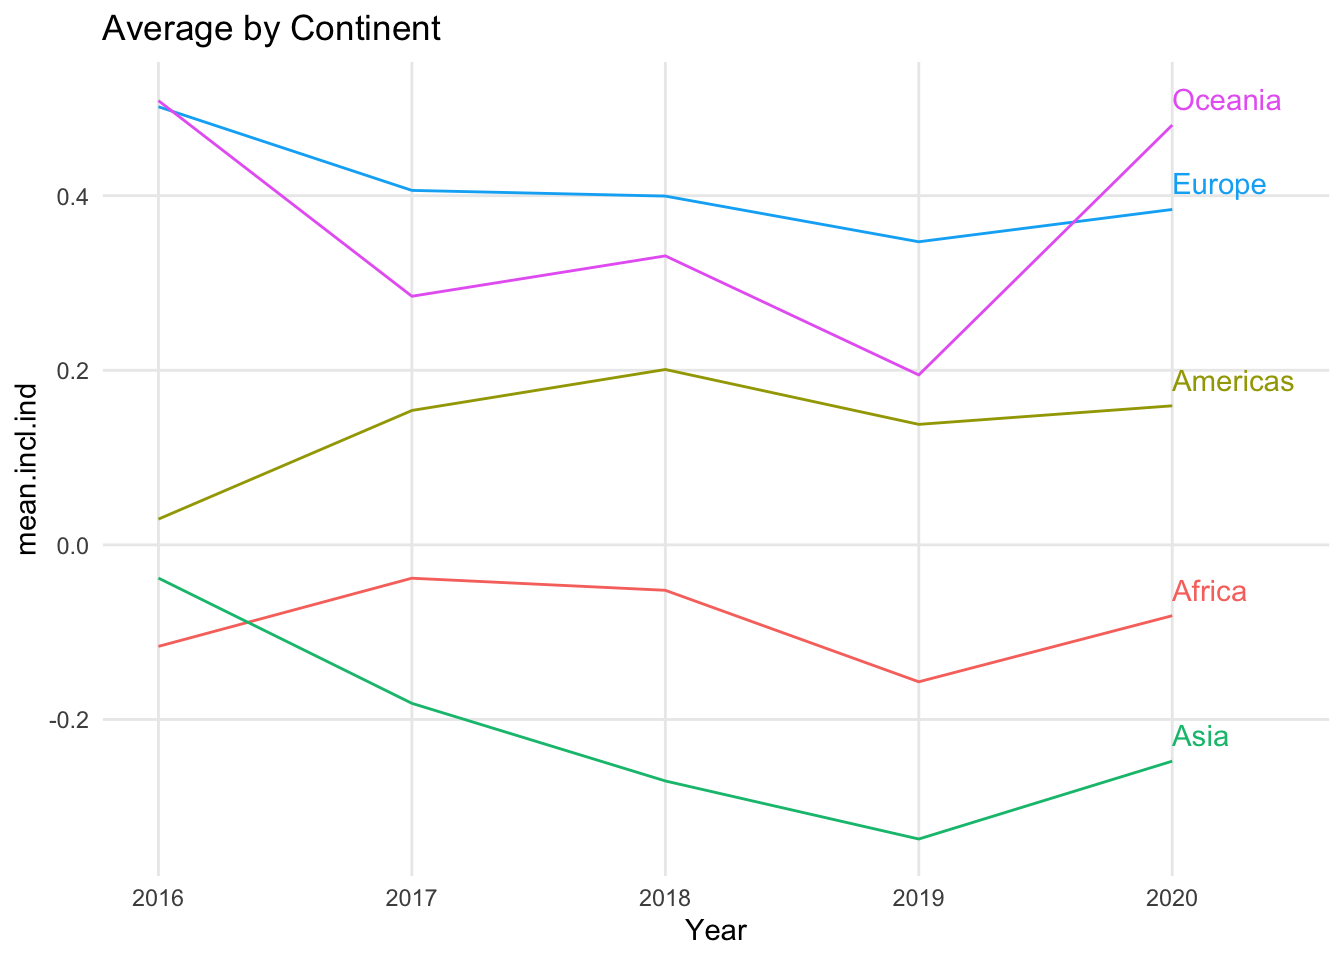 Average by Continent
Oceania
Europe
0.4
0.2
Americas
mean.incl.ind
0.0
Africa
-0.2
Asia
2016 2017 2018 2019 2020
Year